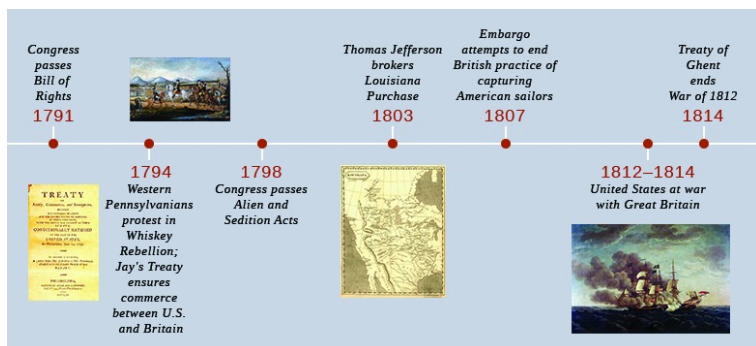 Congress
passes
Bill of
Rights
1791
1794
Western
Pennsylvanians
protest in
Whiskey
Rebellion;
Jay's Treaty
ensures
commerce
between U.S.
and Britain
TREATY
CONDITIONALLY RATIFIED
PHILADELPHIA,
1798
Congress passes
Alien and
Sedition Acts
Thomas Jefferson
brokers
Louisiana
Purchase
1803
Embargo
attempts to end
British practice of
capturing
American sailors
1807
1812–1814
United States at war
with Great Britain
Treaty of
Ghent
ends
War of 1812
1814